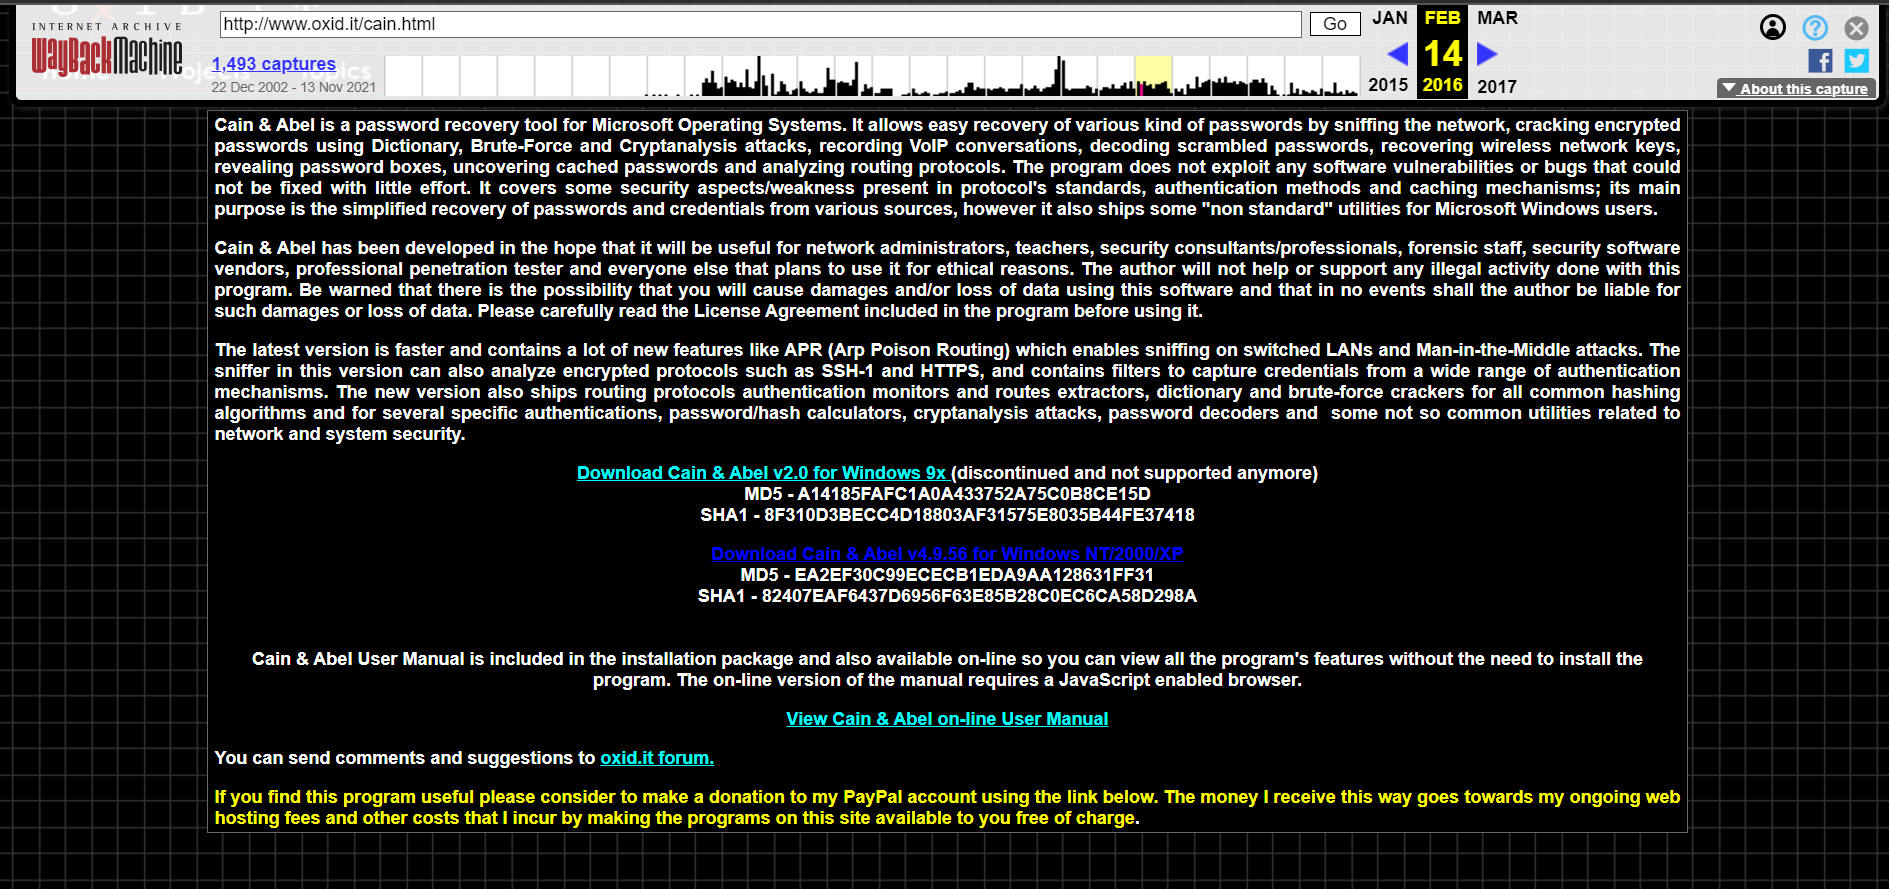 INTERNET ARCHIVE
WayBackMachine
http://www.oxid.it/cain.html
Go
JAN FEB MAR
1,493 captures
14
22 Dec 2002 - 13 Nov 2021
2015 2016 2017
About this capture
Cain & Abel is a password recovery tool for Microsoft Operating Systems. It allows easy recovery of various kind of passwords by sniffing the network, cracking encrypted
passwords using Dictionary, Brute-Force and Cryptanalysis attacks, recording VoIP conversations, decoding scrambled passwords, recovering wireless network keys,
revealing password boxes, uncovering cached passwords and analyzing routing protocols. The program does not exploit any software vulnerabilities or bugs that could
not be fixed with little effort. It covers some security aspects/weakness present in protocol's standards, authentication methods and caching mechanisms; its main
purpose is the simplified recovery of passwords and credentials from various sources, however it also ships some "non standard" utilities for Microsoft Windows users.
Cain & Abel has been developed in the hope that it will be useful for network administrators, teachers, security consultants/professionals, forensic staff, security software
vendors, professional penetration tester and everyone else that plans to use it for ethical reasons. The author will not help or support any illegal activity done with this
program. Be warned that there is the possibility that you will cause damages and/or loss of data using this software and that in no events shall the author be liable for
such damages or loss of data. Please carefully read the License Agreement included in the program before using it.
The latest version is faster and contains a lot of new features like APR (Arp Poison Routing) which enables sniffing on switched LANs and Man-in-the-Middle attacks. The
sniffer in this version can also analyze encrypted protocols such as SSH-1 and HTTPS, and contains filters to capture credentials from a wide range of authentication
mechanisms. The new version also ships routing protocols authentication monitors and routes extractors, dictionary and brute-force crackers for all common hashing
algorithms and for several specific authentications, password/hash calculators, cryptanalysis attacks, password decoders and  some not so common utilities related to
network and system security.
Download Cain & Abel v2.0 for Windows 9x (discontinued and not supported anymore)
MD5 - A14185FAFC1A0A433752A75C0B8CE15D
SHA1 - 8F310D3BECC4D18803AF31575E8035B44FE37418
Download Cain & Abel v4.9.56 for Windows NT/2000/XP
MD5 - EA2EF30C99ECECB1EDA9AA128631FF31
SHA1 - 82407EAF6437D6956F63E85B28C0EC6CA58D298A
Cain & Abel User Manual is included in the installation package and also available on-line so you can view all the program's features without the need to install the
program. The on-line version of the manual requires a JavaScript enabled browser.
View Cain & Abel on-line User Manual
You can send comments and suggestions to oxid.it forum.
If you find this program useful please consider to make a donation to my PayPal account using the link below. The money I receive this way goes towards my ongoing web
hosting fees and other costs that I incur by making the programs on this site available to you free of charge.